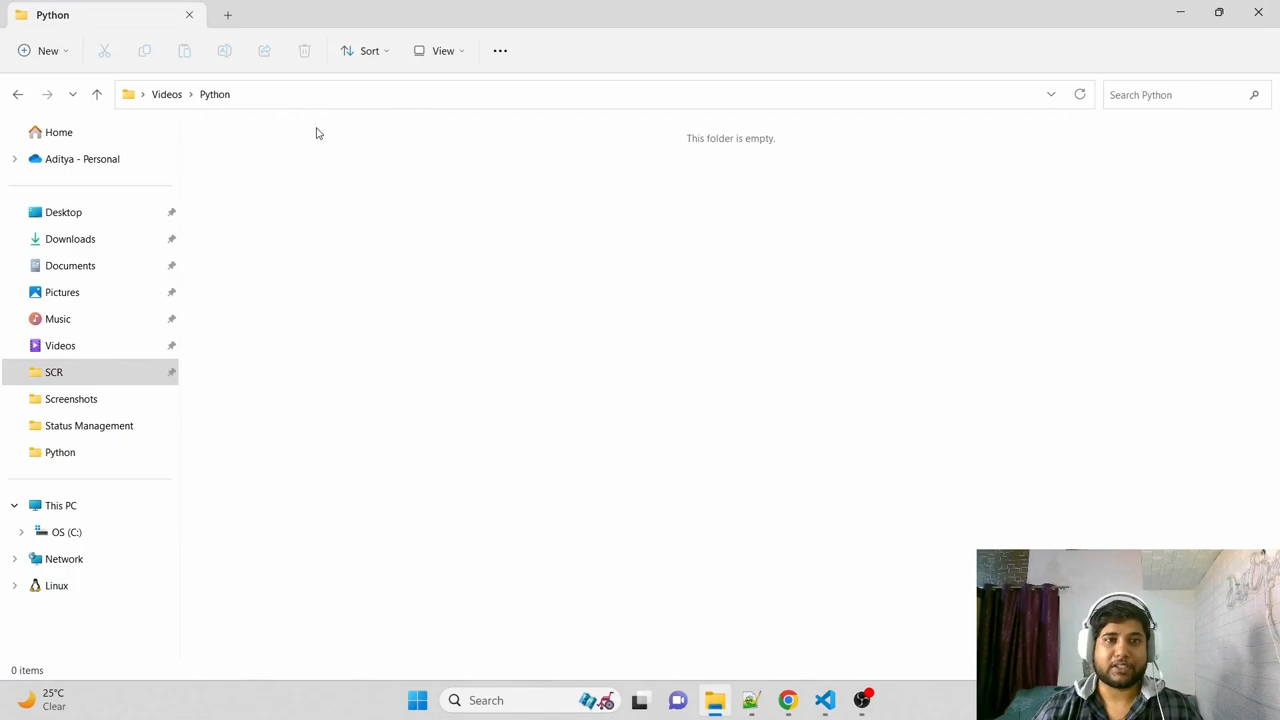 Python
New
Sort
View
Videos
Python
Search Python
Home
Aditya - Personal
This folder is empty.
Desktop
Downloads
Documents
Pictures
Music
Videos
SCR
Screenshots
Status Management
Python
This PC
OS (C:)
Network
Linux
0 items
25°C
Clear
Search